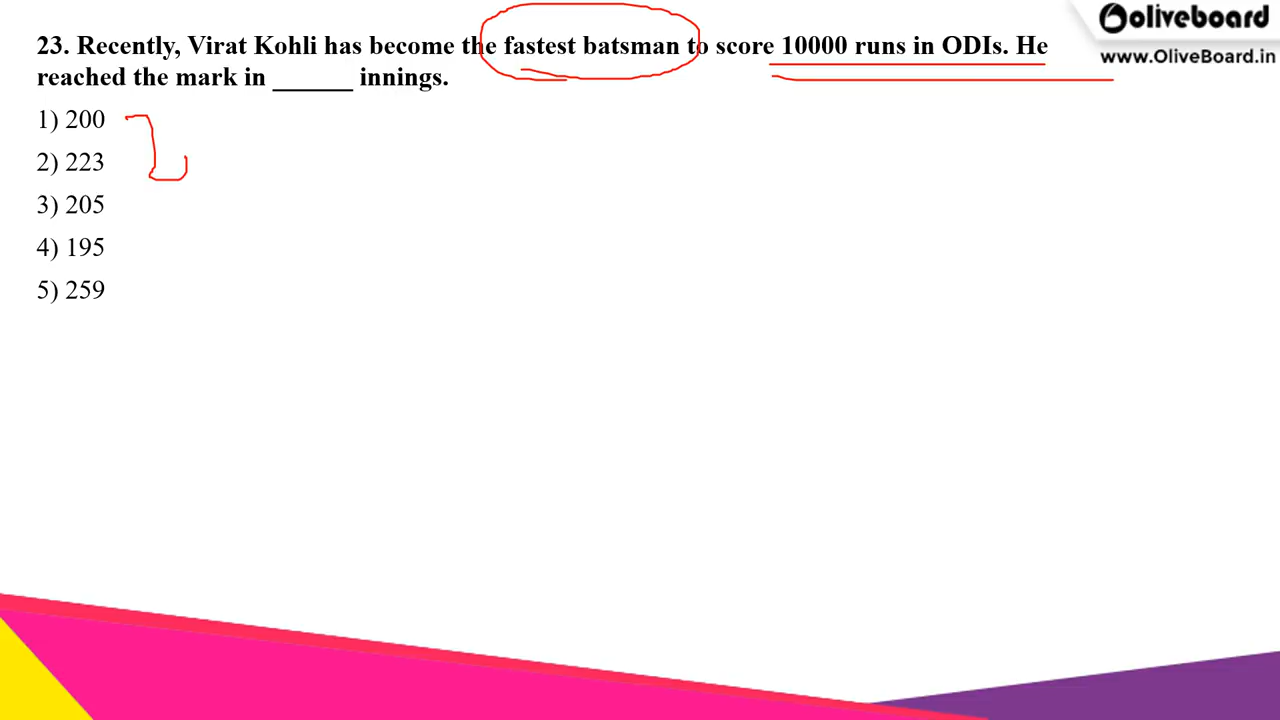 oliveboard
www.OliveBoard.in
23. Recently, Virat Kohli has become the fastest batsman to score 10000 runs in ODIs. He
reached the mark in ______ innings.
1) 200
2) 223
3) 205
4) 195
5) 259